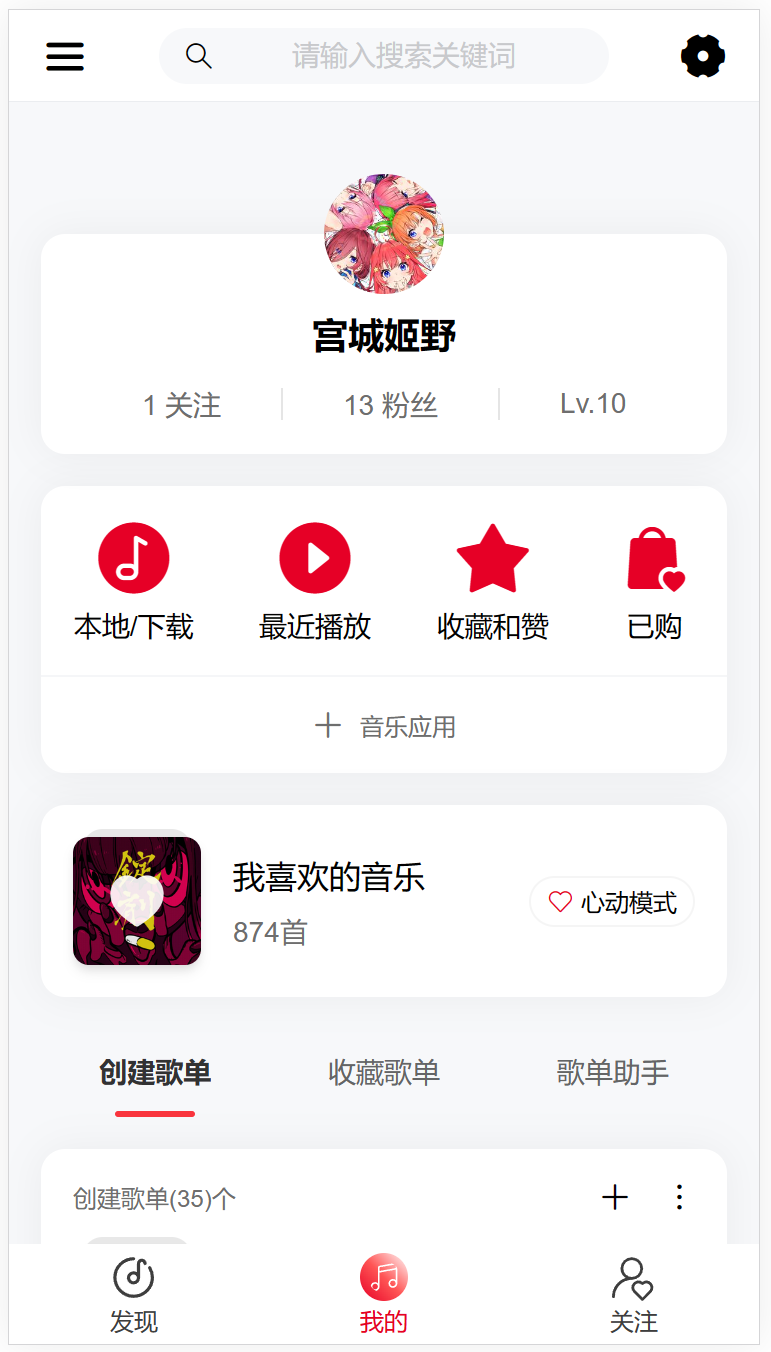 请输入搜索关键词
宫城姬野
1 关注 13 粉丝 Lv.10
本地/下载 最近播放 收藏和赞 已购
音乐应用
我喜欢的音乐
874首
心动模式
创建歌单 收藏歌单 歌单助手
创建歌单(35)个
发现 我的 关注